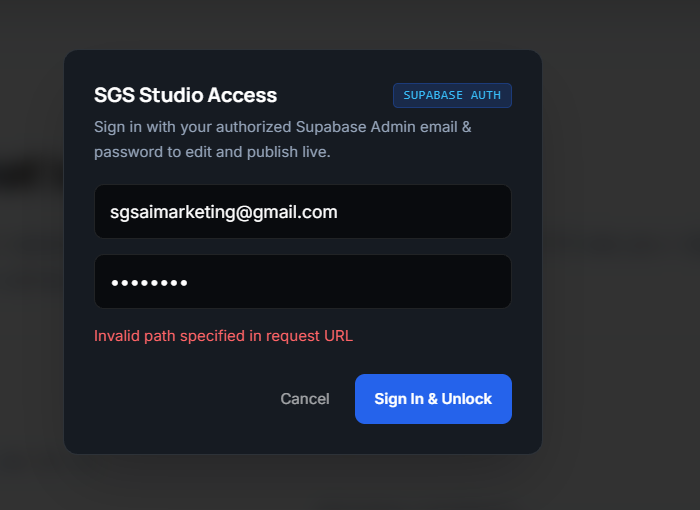 SGS Studio Access
SUPABASE AUTH
Sign in with your authorized Supabase Admin email &
password to edit and publish live.
sgsaimarketing@gmail.com
••••••••
Invalid path specified in request URL
Cancel
Sign In & Unlock